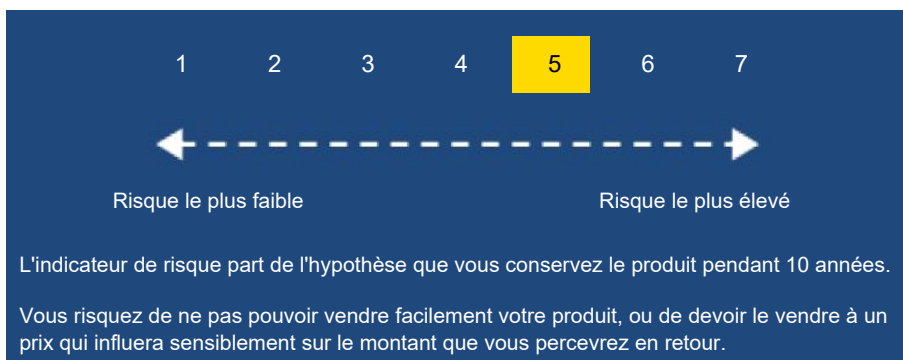 1 2 3 4 5 6 7
Risque le plus faible Risque le plus élevé
L'indicateur de risque part de l'hypothèse que vous conservez le produit pendant 10 années.
Vous risquez de ne pas pouvoir vendre facilement votre produit, ou de devoir le vendre à un
prix qui influera sensiblement sur le montant que vous percevrez en retour.